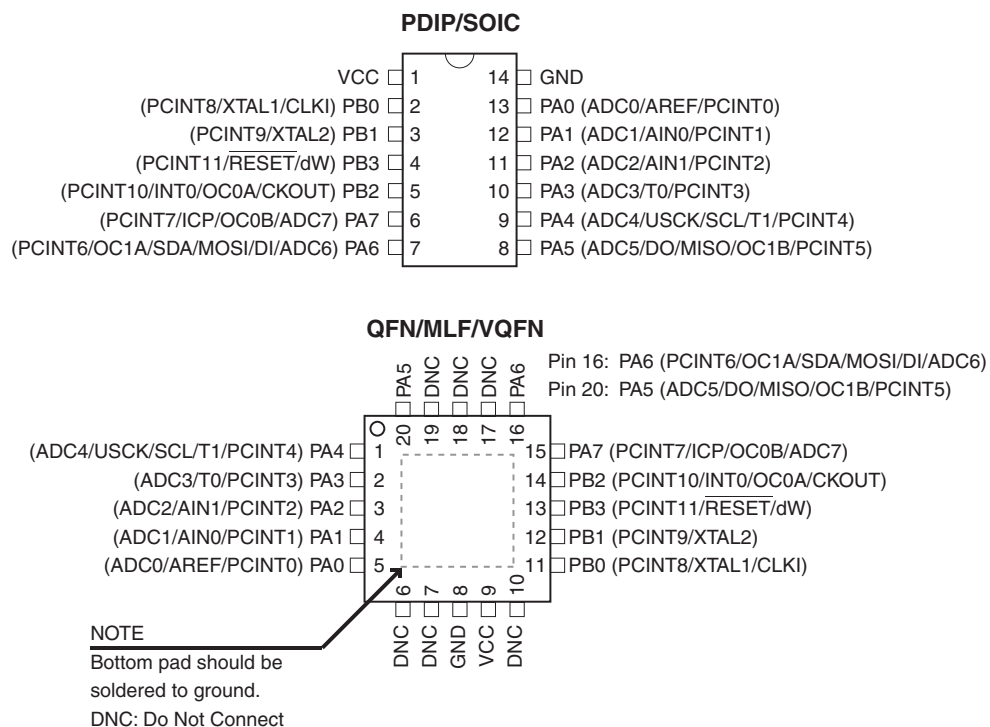 PDIP/SOIC
VCC 1 14 GND
(PCINT8/XTAL1/CLKI) PB0 2 13 PA0 (ADC0/AREF/PCINT0)
(PCINT9/XTAL2) PB1 3 12 PA1 (ADC1/AIN0/PCINT1)
(PCINT11/RESET/dW) PB3 4 11 PA2 (ADC2/AIN1/PCINT2)
(PCINT10/INT0/OC0A/CKOUT) PB2 5 10 PA3 (ADC3/T0/PCINT3)
(PCINT7/ICP/OC0B/ADC7) PA7 6 9 PA4 (ADC4/USCK/SCL/T1/PCINT4)
(PCINT6/OC1A/SDA/MOSI/DI/ADC6) PA6 7 8 PA5 (ADC5/DO/MISO/OC1B/PCINT5)
QFN/MLF/VQFN
Pin 16: PA6 (PCINT6/OC1A/SDA/MOSI/DI/ADC6)
Pin 20: PA5 (ADC5/DO/MISO/OC1B/PCINT5)
PA5 DNC DNC DNC PA6
20 19 18 17 16
(ADC4/USCK/SCL/T1/PCINT4) PA4 1 15 PA7 (PCINT7/ICP/OC0B/ADC7)
(ADC3/T0/PCINT3) PA3 2 14 PB2 (PCINT10/INT0/OC0A/CKOUT)
(ADC2/AIN1/PCINT2) PA2 3 13 PB3 (PCINT11/RESET/dW)
(ADC1/AIN0/PCINT1) PA1 4 12 PB1 (PCINT9/XTAL2)
(ADC0/AREF/PCINT0) PA0 5 11 PB0 (PCINT8/XTAL1/CLKI)
6 7 8 9 10
DNC DNC GND VCC DNC
NOTE
Bottom pad should be
soldered to ground.
DNC: Do Not Connect